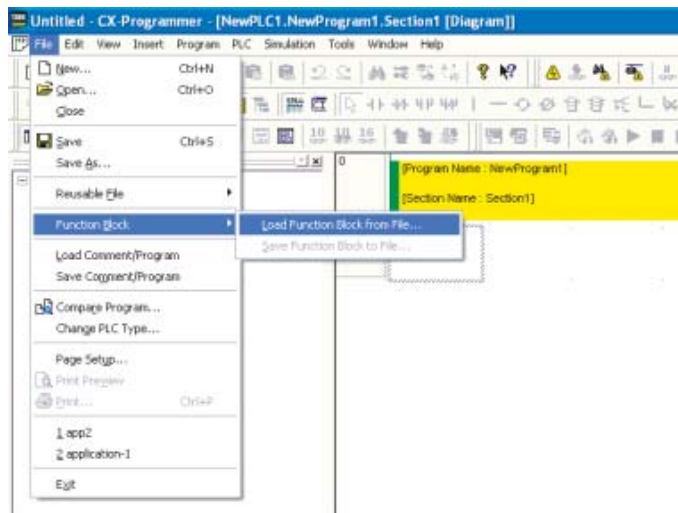 Untitled - CX-Programmer - [NewPLC1.NewProgram1.Section1 [Diagram]]
File Edit View Insert Program PLC Simulation Tools Window Help
New... Ctrl+N
Open... Ctrl+O
Close
Save Ctrl+S
Save As...
Reusable File
Function Block
Load Function Block from File...
Save Function Block to File...
Load Comment/Program
Save Comment/Program
Compare Program...
Change PLC Type...
Page Setup...
Print Preview
Print... Ctrl+P
1 app2
2 application-1
Exit
0
[Program Name : NewProgram1]
[Section Name : Section1]